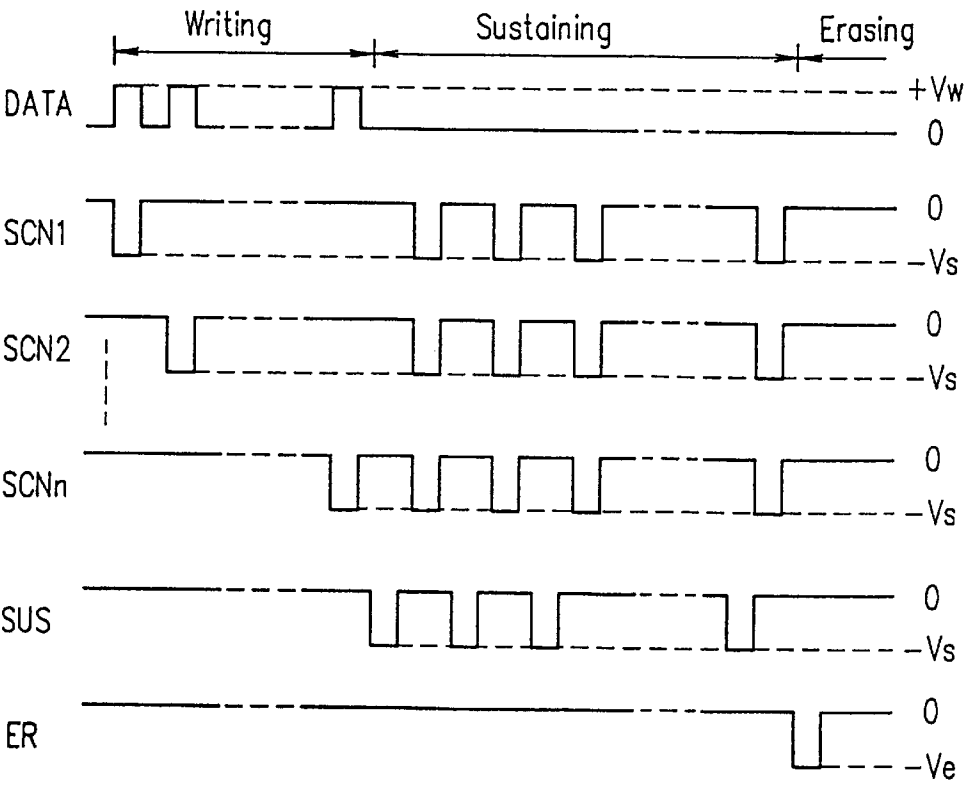 Writing Sustaining Erasing
DATA +Vw
0
SCN1 0
-Vs
SCN2 0
-Vs
SCNn 0
-Vs
SUS 0
-Vs
ER 0
-Ve